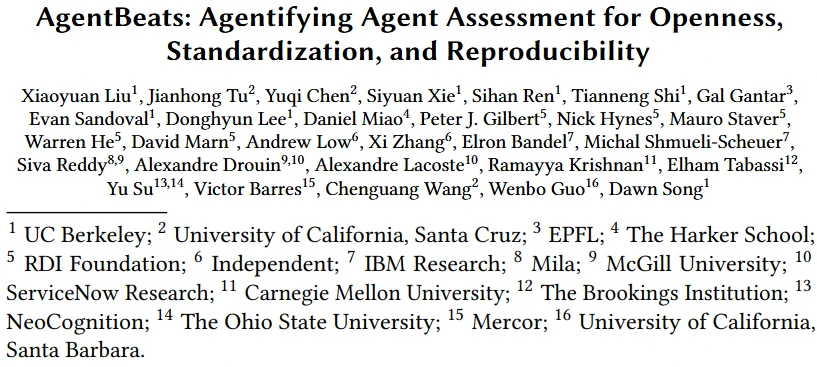 AgentBeats: Agentifying Agent Assessment for Openness,
Standardization, and Reproducibility
Xiaoyuan Liu¹, Jianhong Tu², Yuqi Chen², Siyuan Xie¹, Sihan Ren¹, Tianneng Shi¹, Gal Gantar³,
Evan Sandoval¹, Donghyun Lee¹, Daniel Miao⁴, Peter J. Gilbert⁵, Nick Hynes⁵, Mauro Staver⁵,
Warren He⁵, David Marn⁵, Andrew Low⁶, Xi Zhang⁶, Elron Bandel⁷, Michal Shmueli-Scheuer⁷,
Siva Reddy⁸,⁹, Alexandre Drouin⁹,¹⁰, Alexandre Lacoste¹⁰, Ramayya Krishnan¹¹, Elham Tabassi¹²,
Yu Su¹³,¹⁴, Victor Barres¹⁵, Chenguang Wang², Wenbo Guo¹⁶, Dawn Song¹
¹ UC Berkeley; ² University of California, Santa Cruz; ³ EPFL; ⁴ The Harker School;
⁵ RDI Foundation; ⁶ Independent; ⁷ IBM Research; ⁸ Mila; ⁹ McGill University; ¹⁰
ServiceNow Research; ¹¹ Carnegie Mellon University; ¹² The Brookings Institution; ¹³
NeoCognition; ¹⁴ The Ohio State University; ¹⁵ Mercor; ¹⁶ University of California,
Santa Barbara.